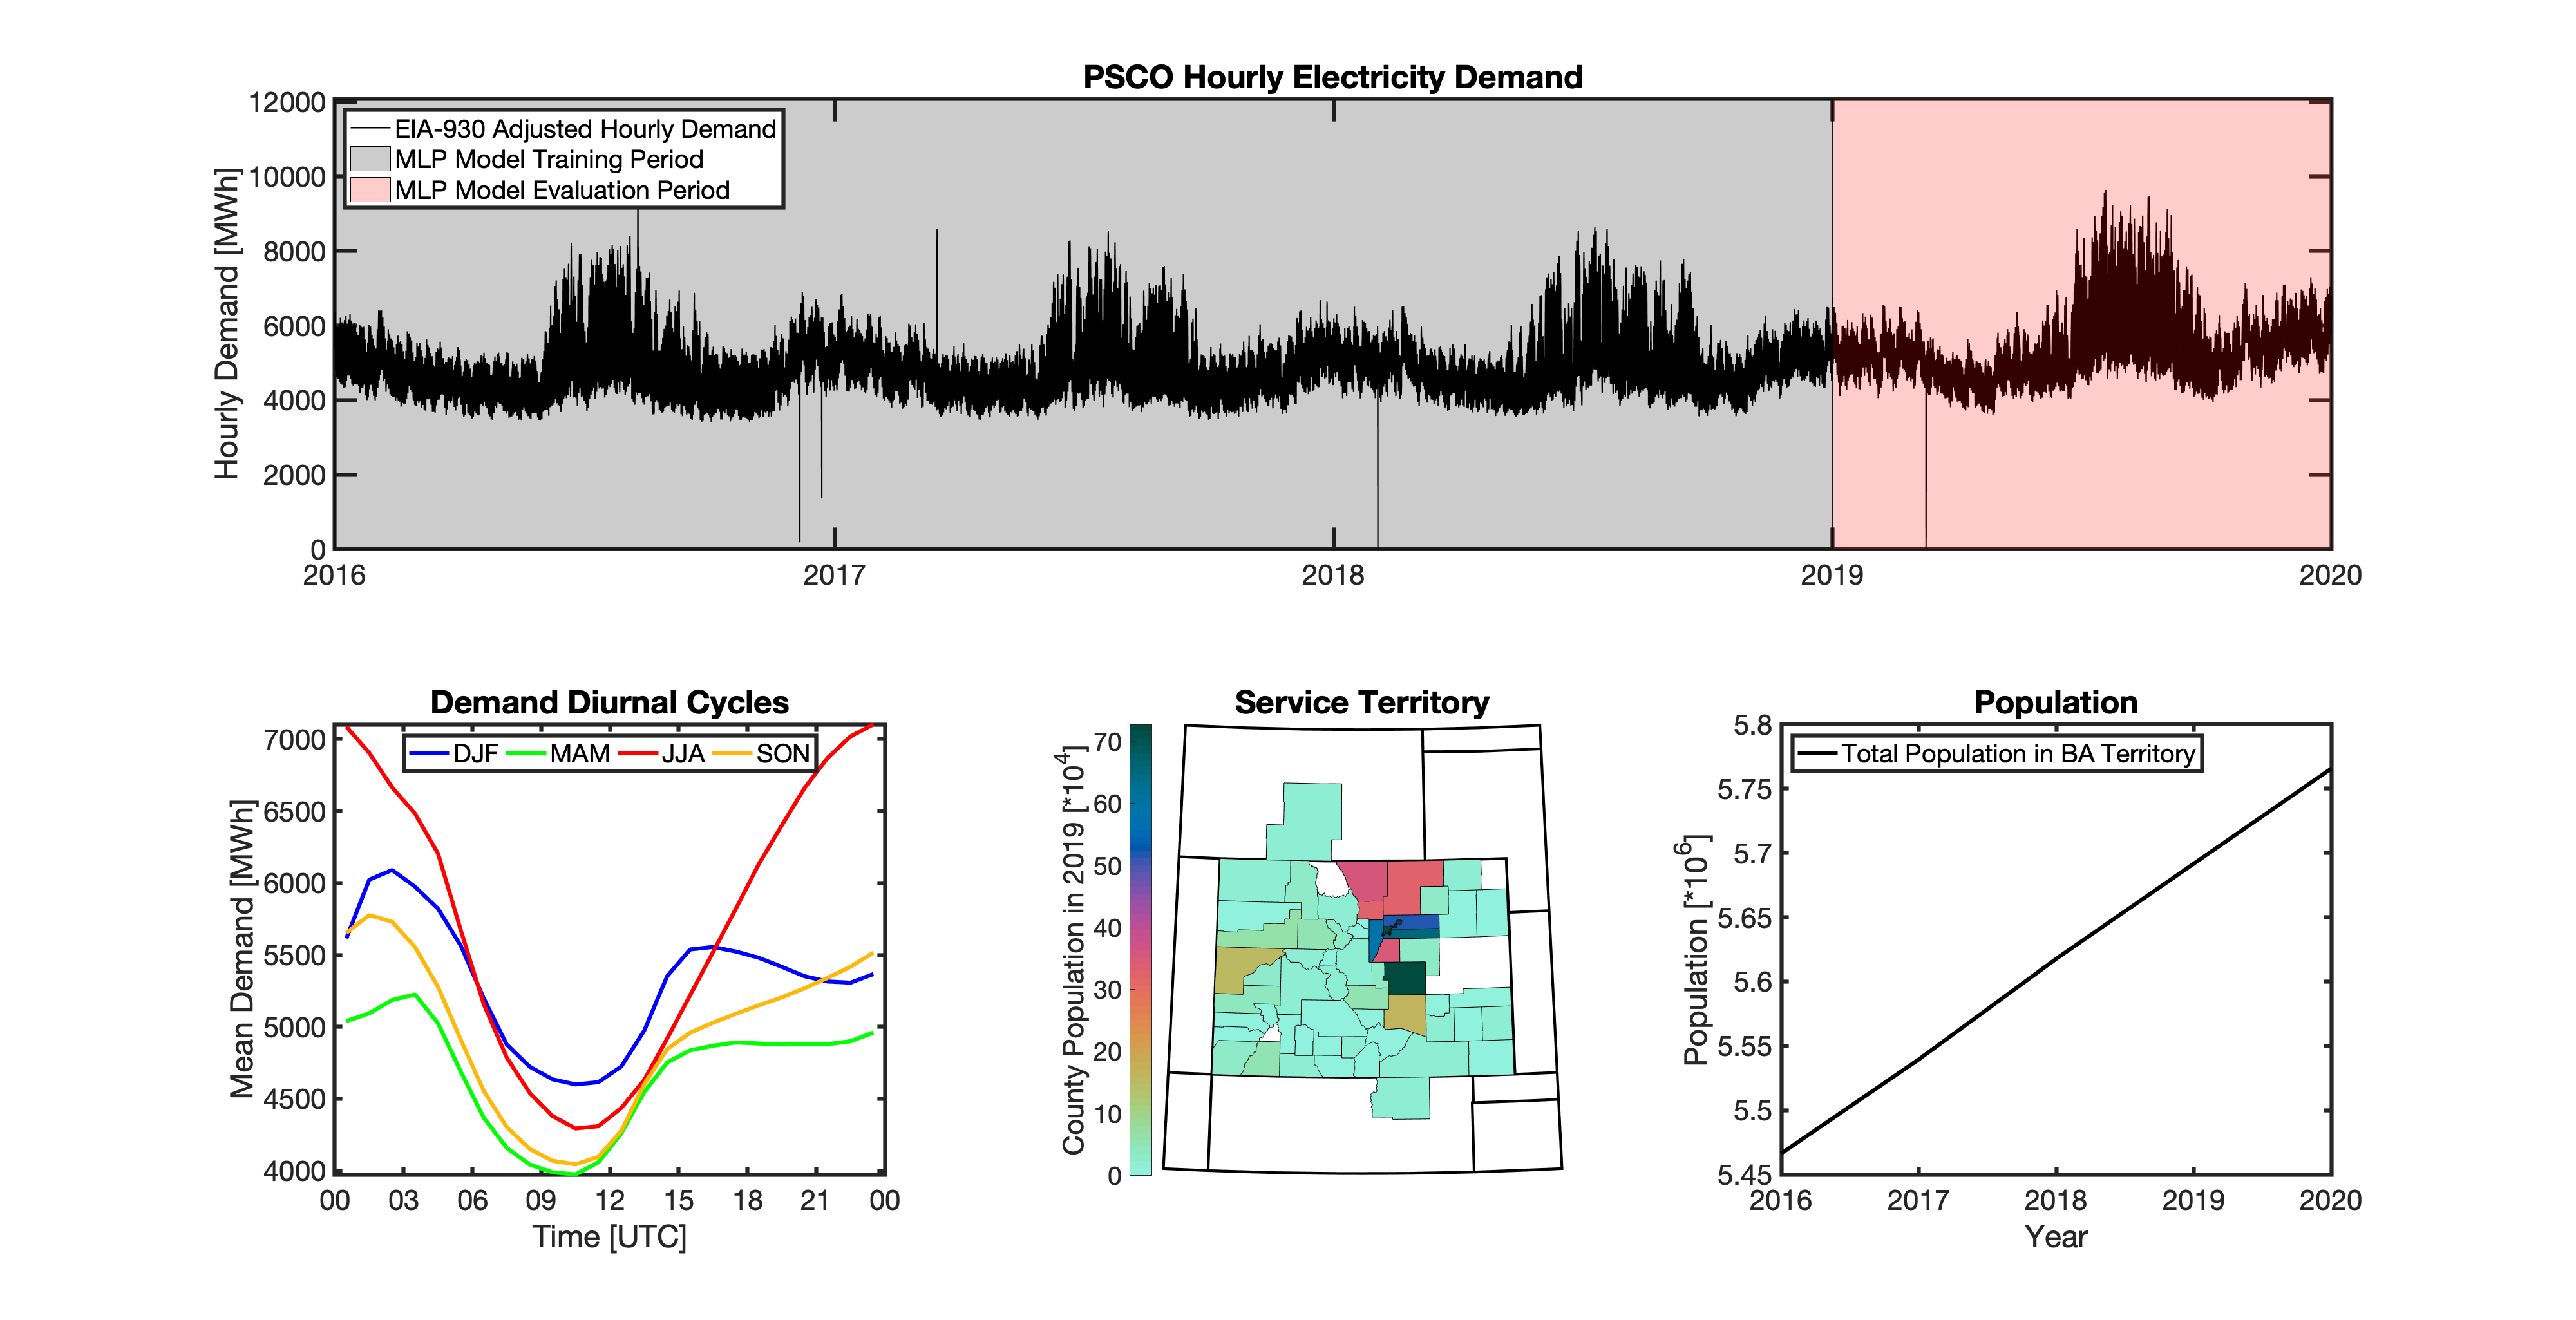 PSCO Hourly Electricity Demand
12000
10000
8000
6000
4000
2000
0
Hourly Demand [MWh]
EIA-930 Adjusted Hourly Demand
MLP Model Training Period
MLP Model Evaluation Period
2016 2017 2018 2019 2020
Demand Diurnal Cycles
7000
6500
6000
5500
5000
4500
4000
Mean Demand [MWh]
DJF MAM JJA SON
00 03 06 09 12 15 18 21 00
Time [UTC]
Service Territory
70
60
50
40
30
20
10
0
County Population in 2019 [*10^4]
Population
5.8
5.75
5.7
5.65
5.6
5.55
5.5
5.45
Population [*10^6]
Total Population in BA Territory
2016 2017 2018 2019 2020
Year